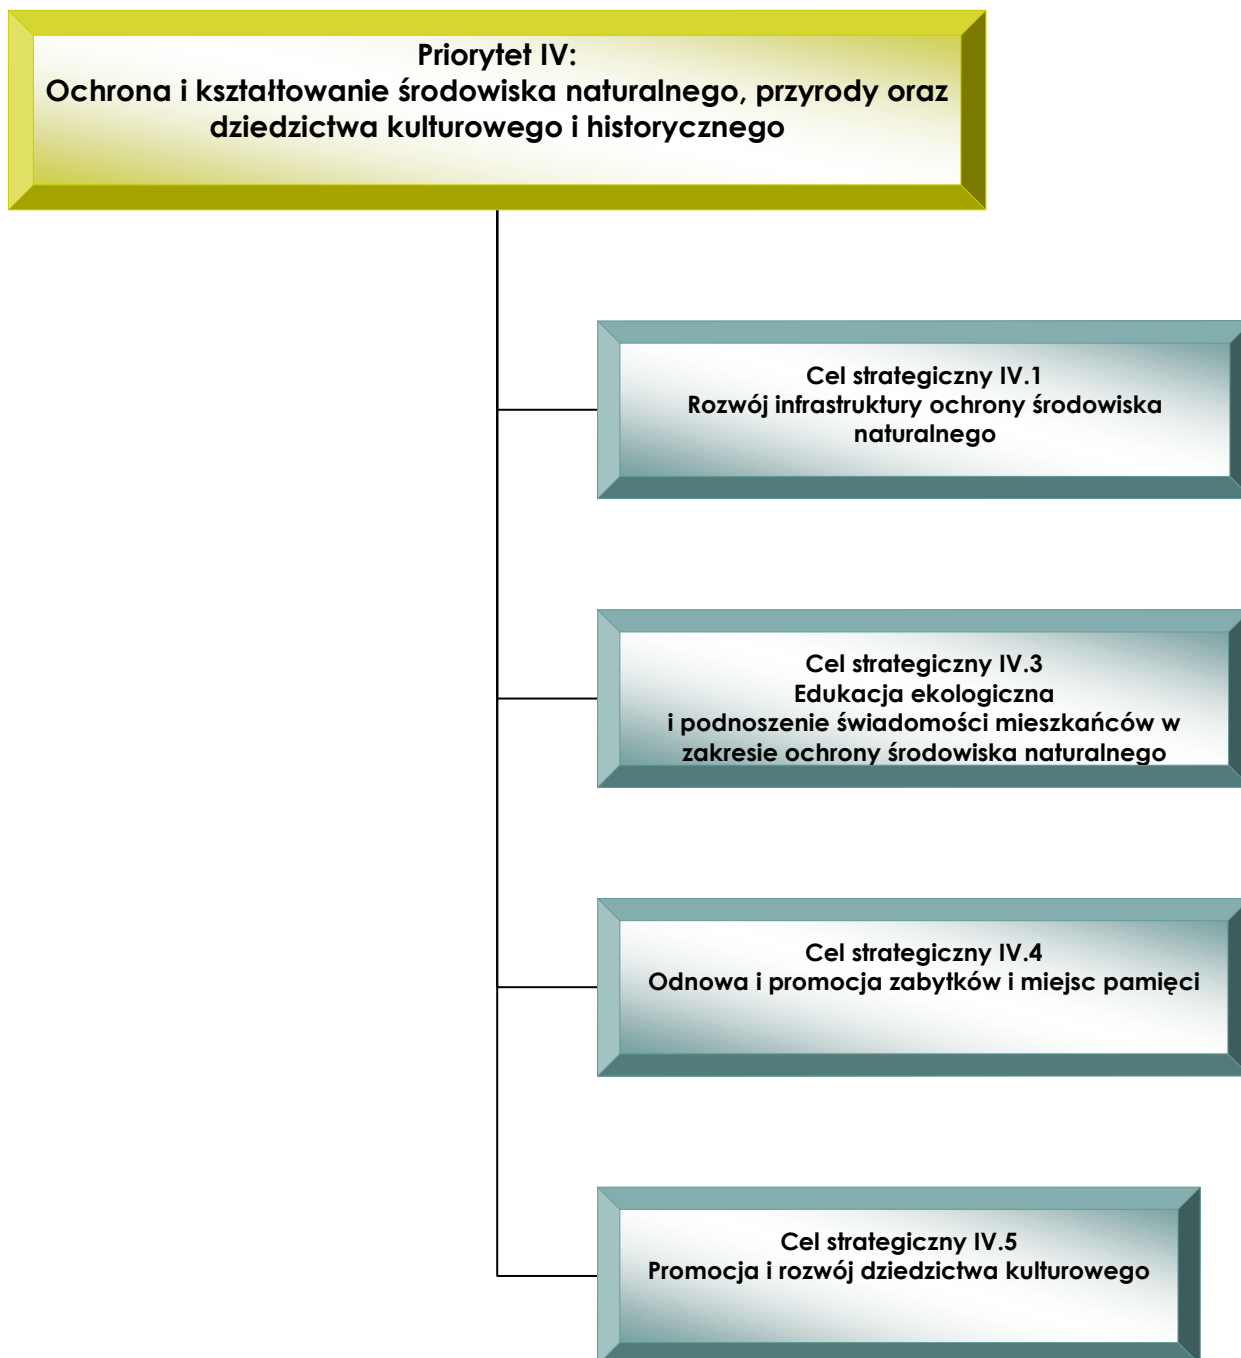 Priorytet IV:
Ochrona i kształtowanie środowiska naturalnego, przyrody oraz
dziedzictwa kulturowego i historycznego
Cel strategiczny IV.1
Rozwój infrastruktury ochrony środowiska
naturalnego
Cel strategiczny IV.3
Edukacja ekologiczna
i podnoszenie świadomości mieszkańców w
zakresie ochrony środowiska naturalnego
Cel strategiczny IV.4
Odnowa i promocja zabytków i miejsc pamięci
Cel strategiczny IV.5
Promocja i rozwój dziedzictwa kulturowego